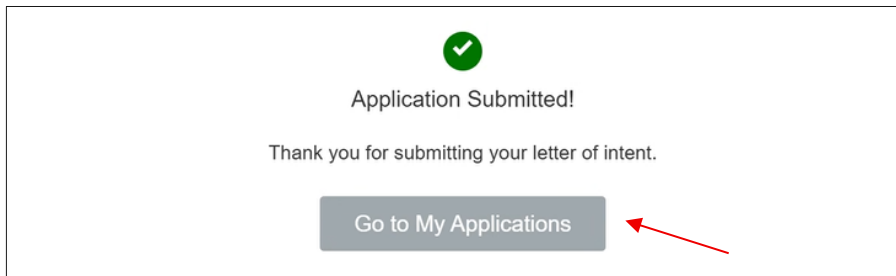 Application Submitted!
Thank you for submitting your letter of intent.
Go to My Applications